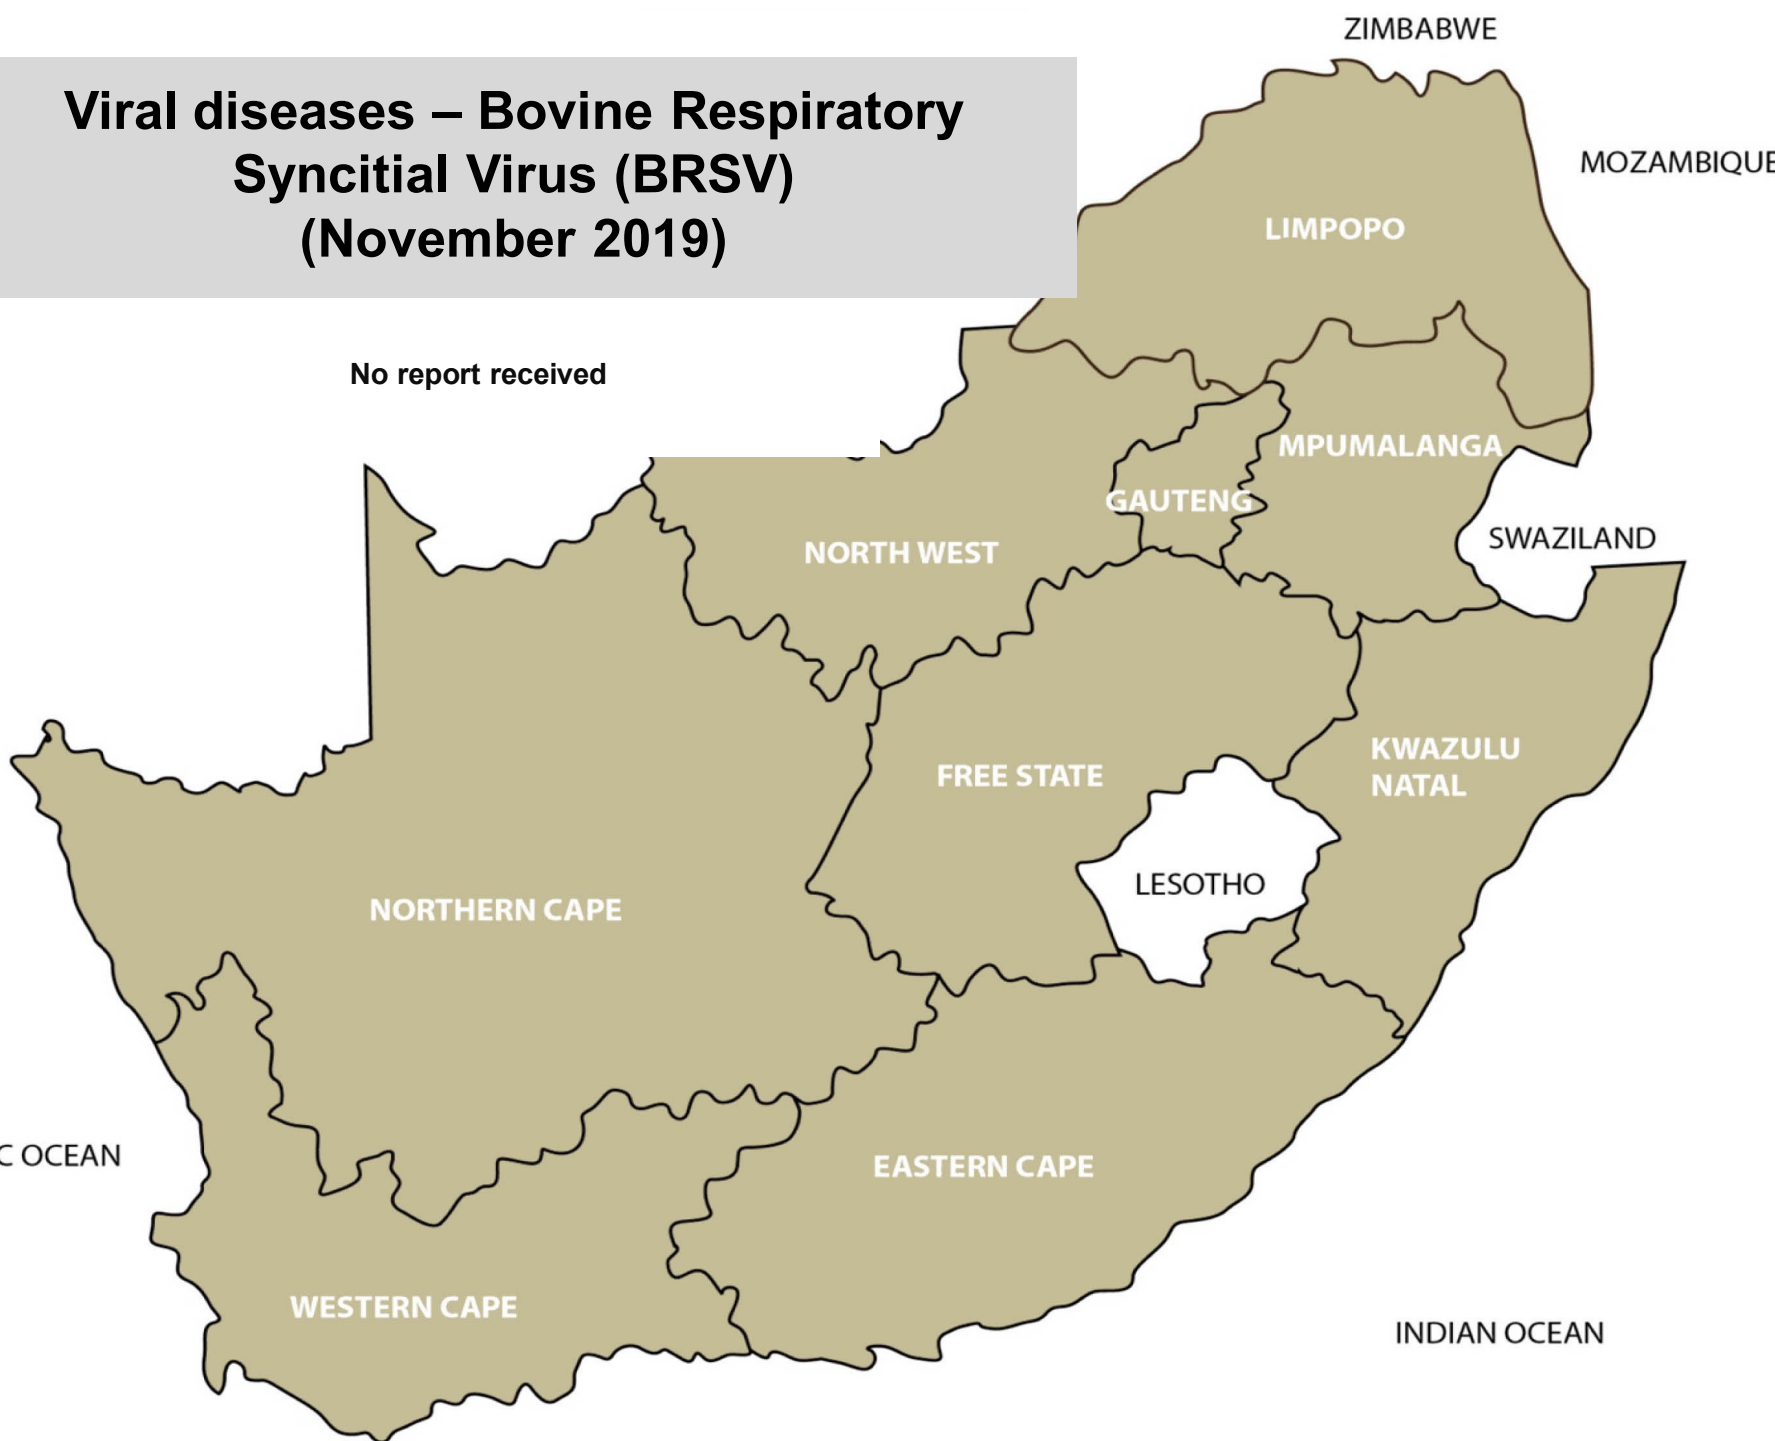 ZIMBABWE
Viral diseases – Bovine Respiratory
Syncitial Virus (BRSV)
(November 2019)
MOZAMBIQUE
LIMPOPO
No report received
MPUMALANGA
GAUTENG
SWAZILAND
NORTH WEST
KWAZULU
NATAL
FREE STATE
LESOTHO
NORTHERN CAPE
C OCEAN
EASTERN CAPE
WESTERN CAPE
INDIAN OCEAN